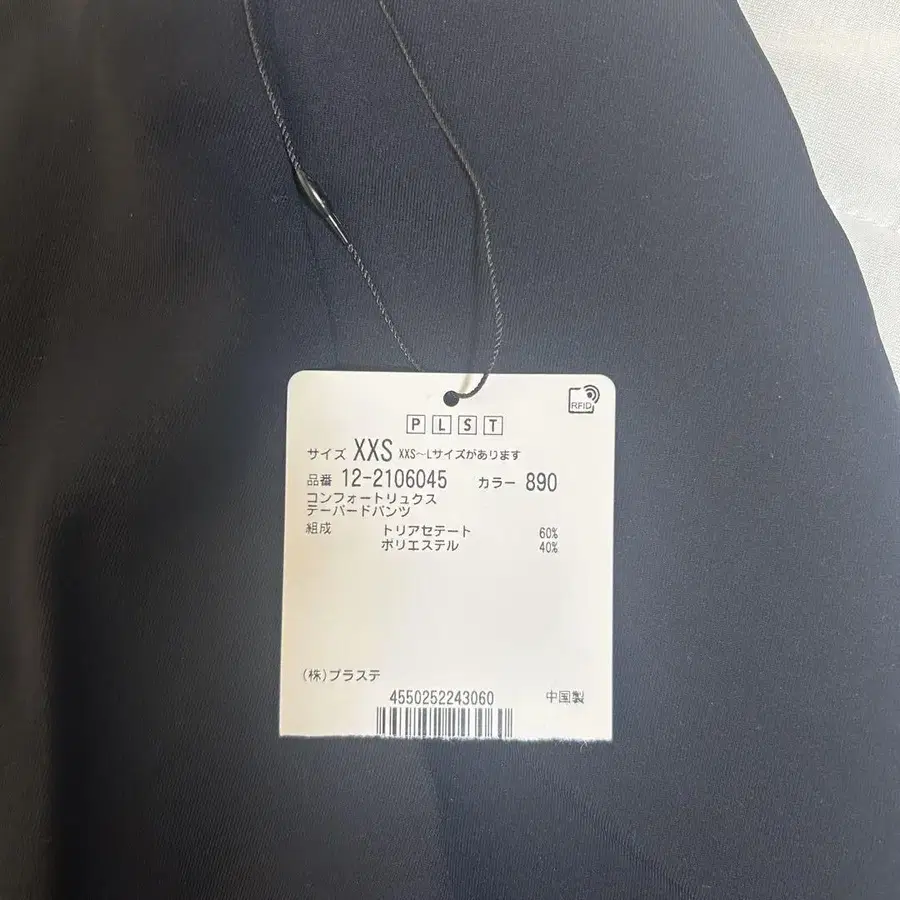 RFID
PLST
サイズ XXS XXS〜Lサイズがあります
品番 12-2106045 カラー 890
コンフォートリュクス
テーパードパンツ
組成 トリアセテート 60%
ポリエステル 40%
(株)プラステ
4550252243060 中国製